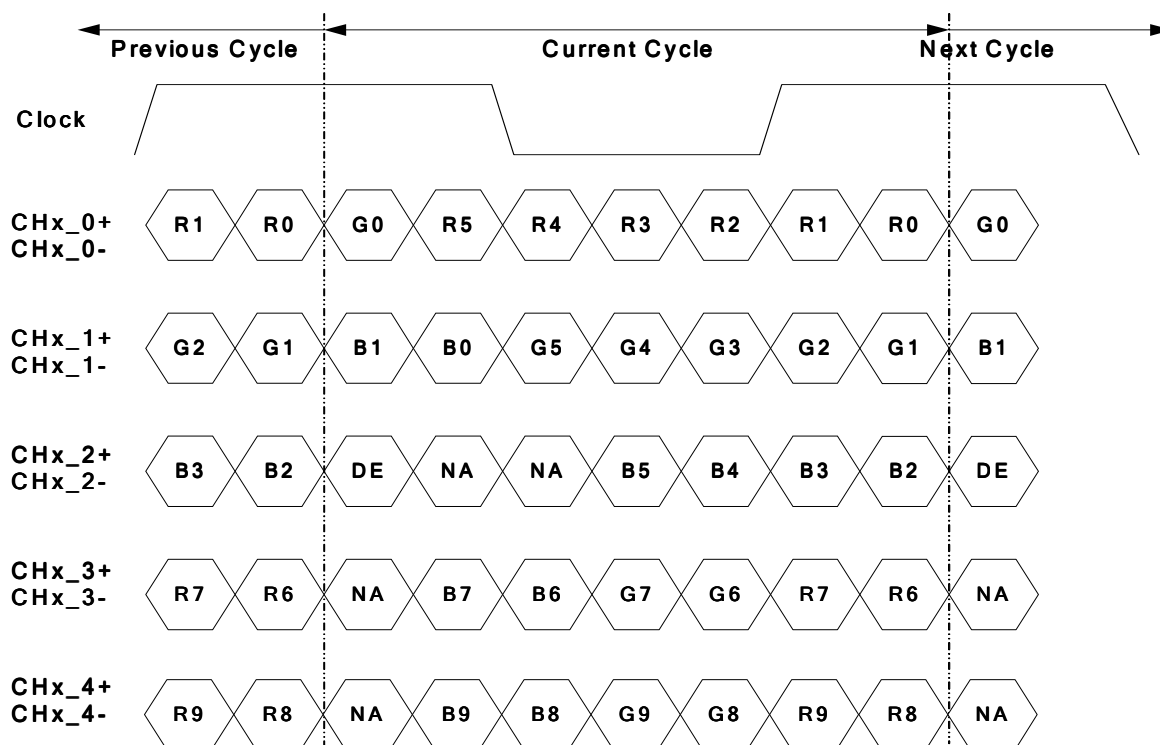 Previous Cycle Current Cycle Next Cycle
Clock
CHx_0+
CHx_0-
R1 R0 G0 R5 R4 R3 R2 R1 R0 G0
CHx_1+
CHx_1-
G2 G1 B1 B0 G5 G4 G3 G2 G1 B1
CHx_2+
CHx_2-
B3 B2 DE NA NA B5 B4 B3 B2 DE
CHx_3+
CHx_3-
R7 R6 NA B7 B6 G7 G6 R7 R6 NA
CHx_4+
CHx_4-
R9 R8 NA B9 B8 G9 G8 R9 R8 NA